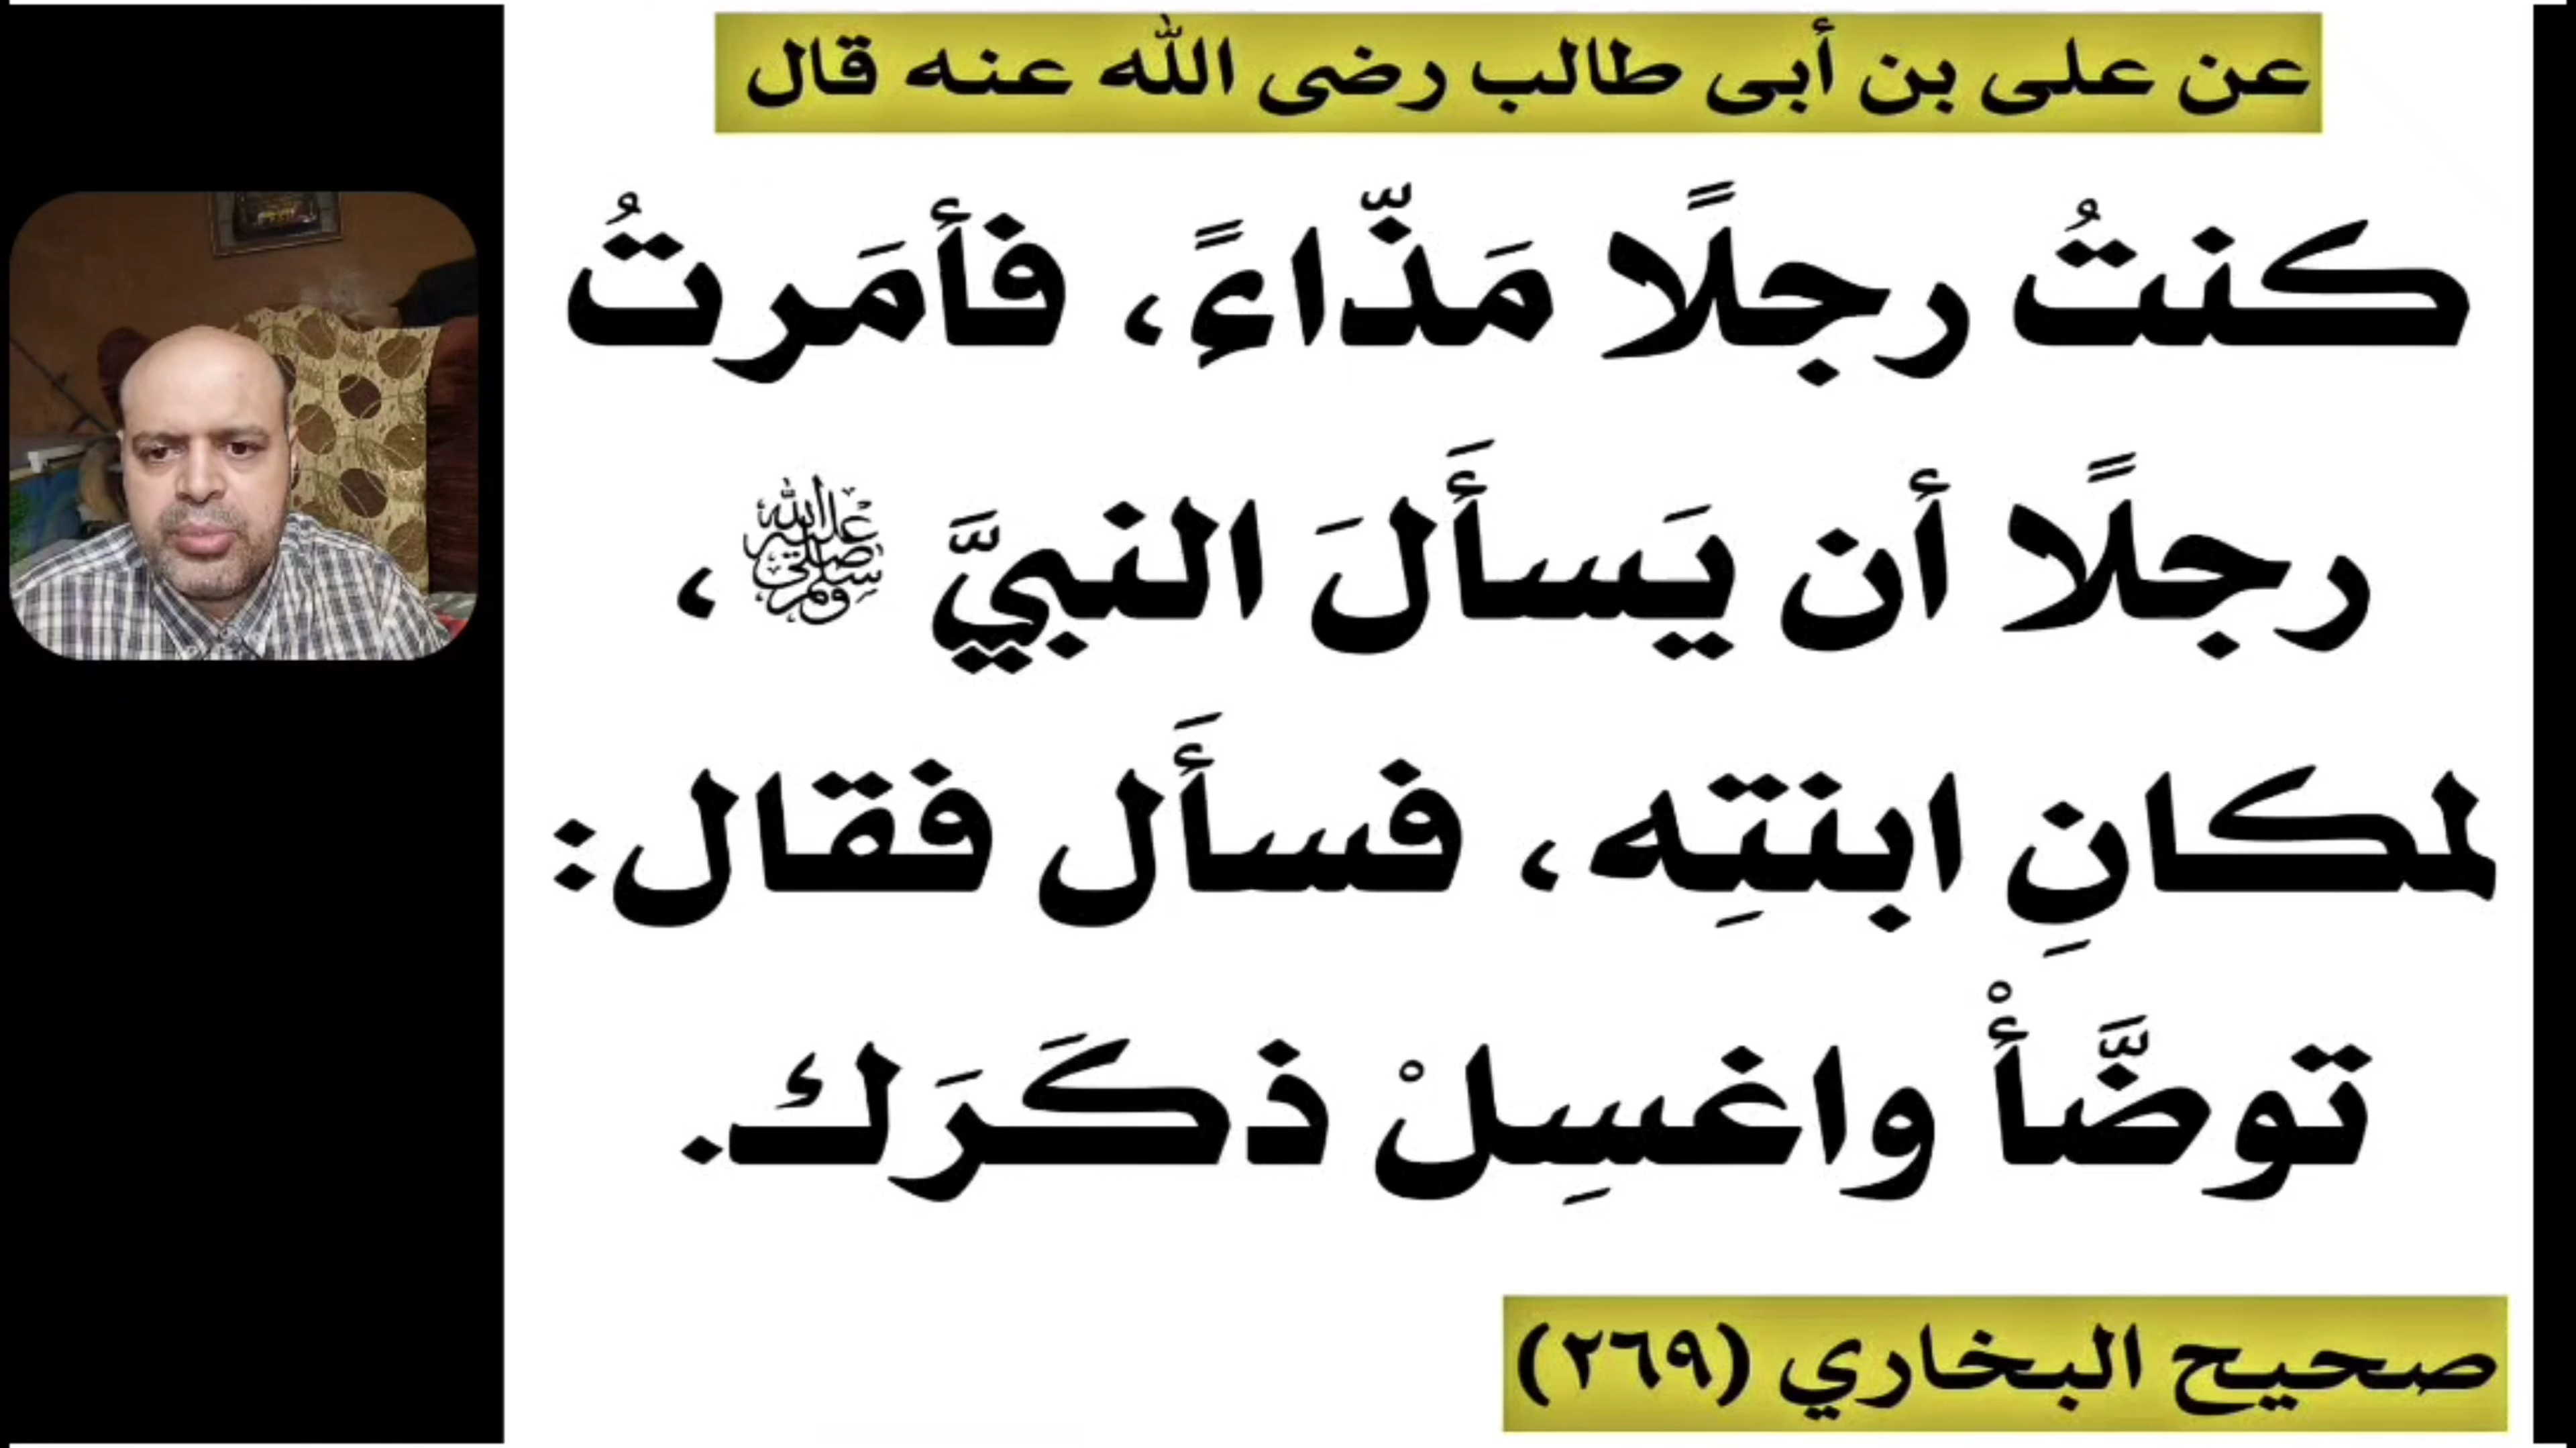 عن على بن أبى طالب رضى الله عنه قال
كنتُ رجلًا مَذّاءً، فأمَرتُ
رجلًا أن يَسأَلَ النبيَّ ﷺ ،
لمكانِ ابنتِه، فسأَل فقال:
توضَّأْ واغسِلْ ذكَرَك.
صحيح البخاري (٢٦٩)